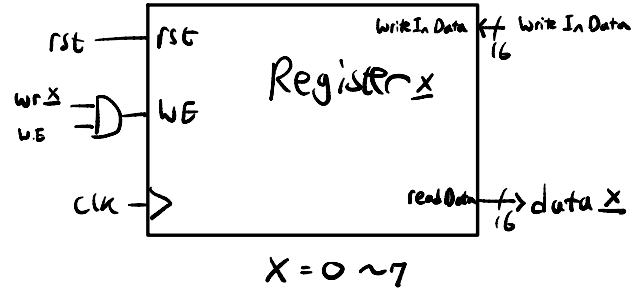 rst
rst
Write In Data
Write In Data
16
Register x
wr x
W.E
WE
clk
read Data
data x
16
X = 0 ~ 7